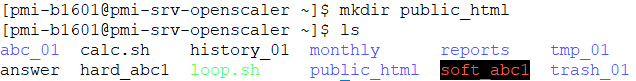 [pmi-b1601@pmi-srv-openscaler ~]$ mkdir public_html
[pmi-b1601@pmi-srv-openscaler ~]$ ls
abc_01 calc.sh history_01 monthly reports tmp_01
answer hard_abc1 loop.sh public_html soft_abc1 trash_01